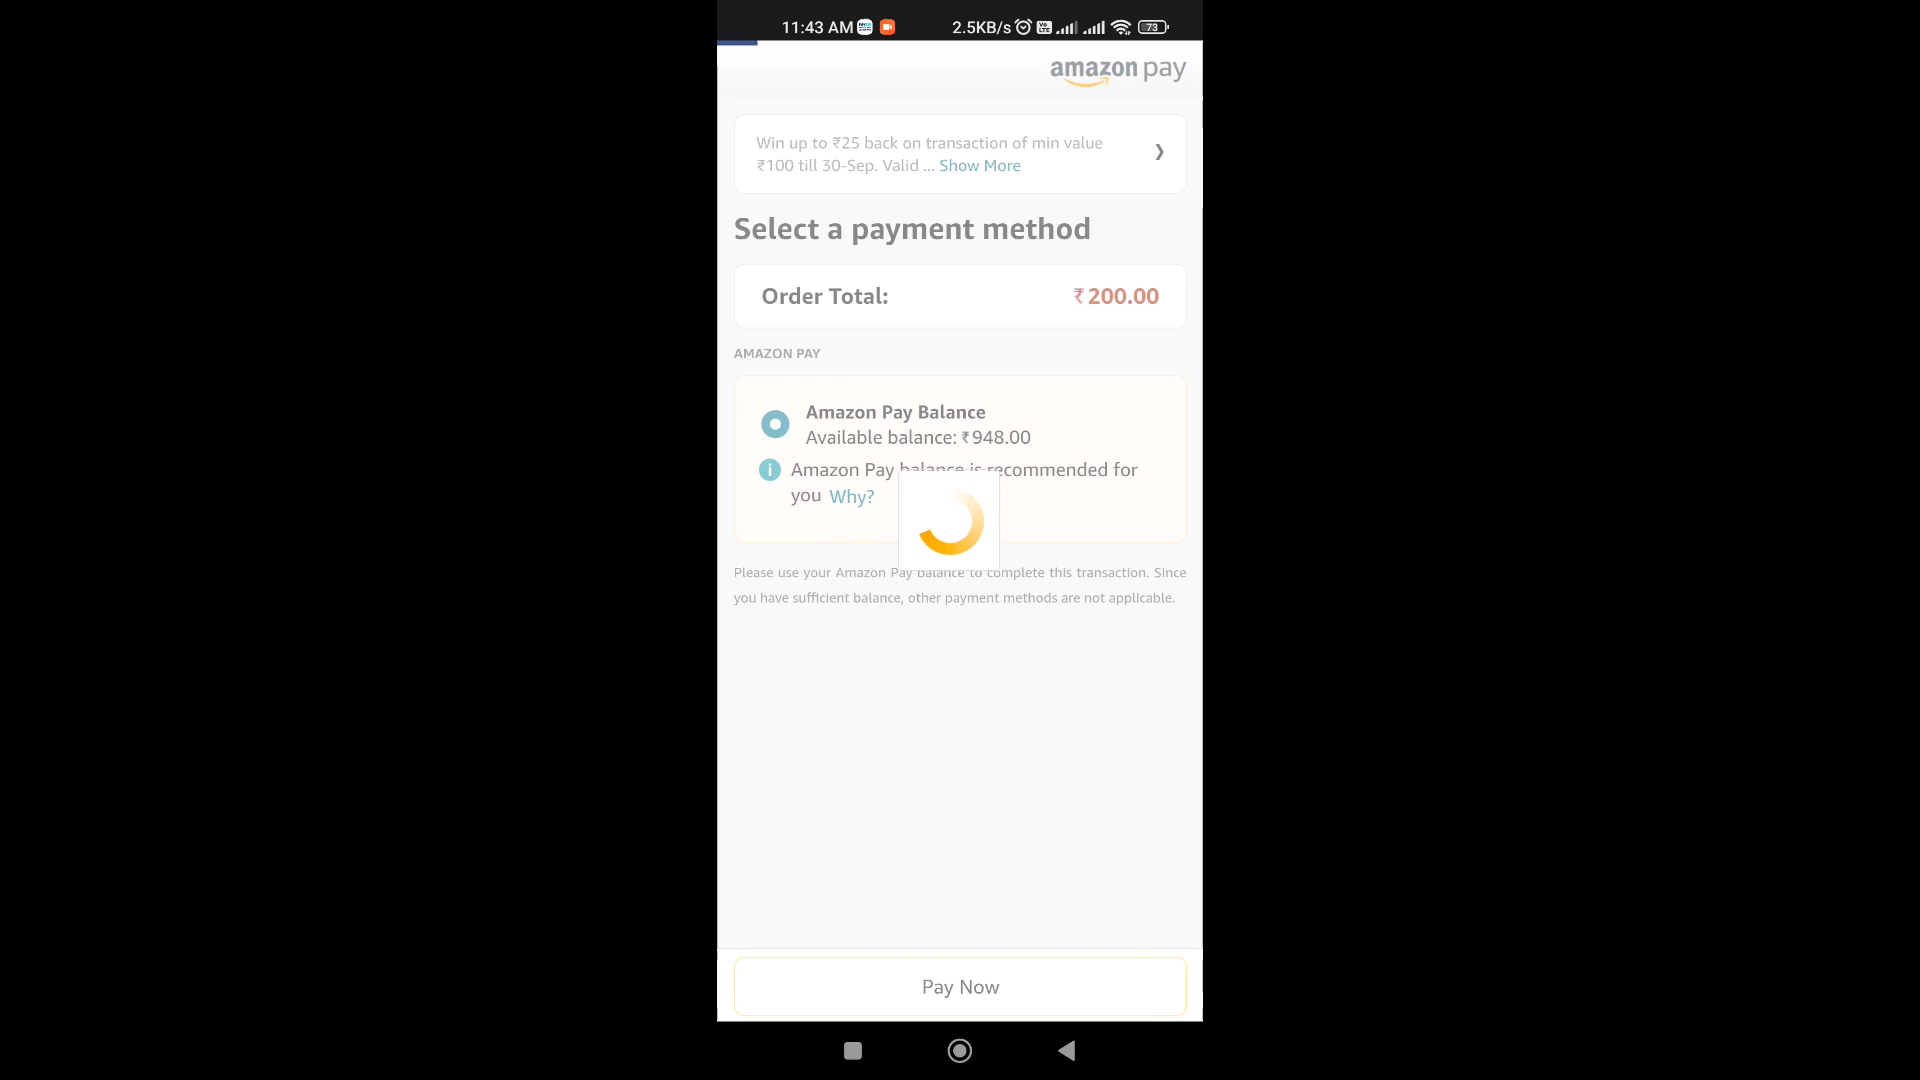 11:43 AM 2.5KB/s Vo LTE 73
amazon pay
Win up to ₹25 back on transaction of min value
₹100 till 30-Sep. Valid ... Show More
Select a payment method
Order Total: ₹200.00
AMAZON PAY
Amazon Pay Balance
Available balance: ₹948.00
Amazon Pay balance is recommended for
you Why?
Please use your Amazon Pay balance to complete this transaction. Since
you have sufficient balance, other payment methods are not applicable.
Pay Now